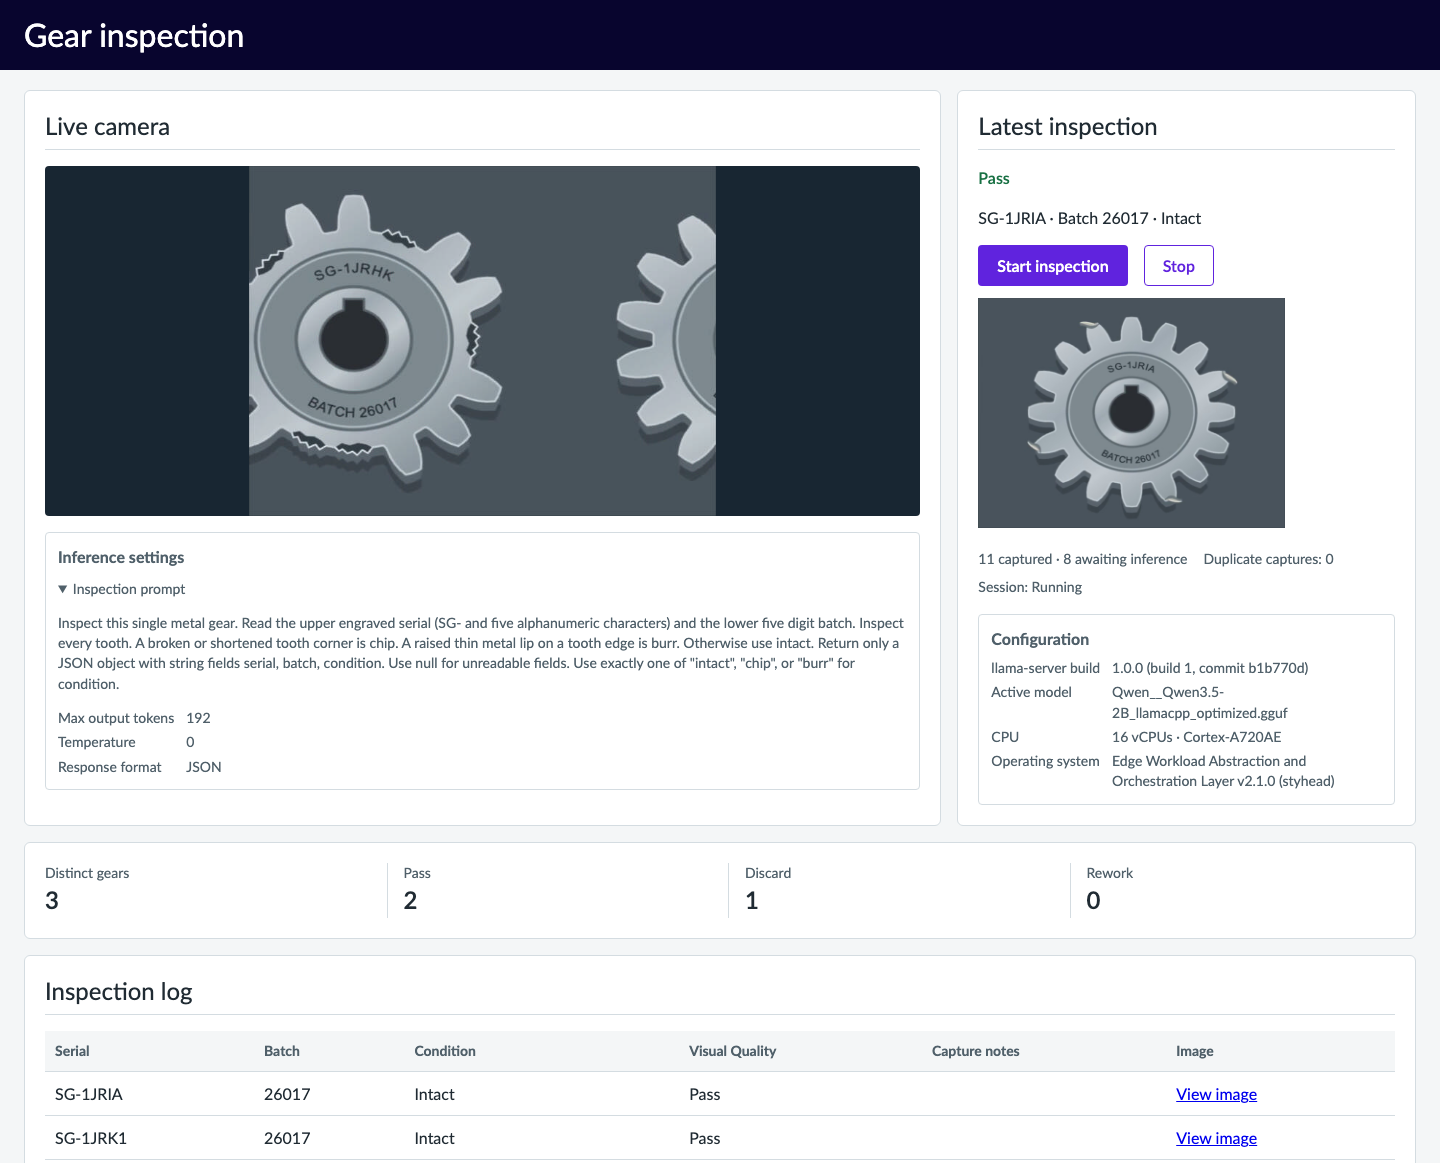 Gear inspection
Live camera
SG-1JRHK
BATCH 26017
Inference settings
▼ Inspection prompt
Inspect this single metal gear. Read the upper engraved serial (SG- and five alphanumeric characters) and the lower five digit batch. Inspect
every tooth. A broken or shortened tooth corner is chip. A raised thin metal lip on a tooth edge is burr. Otherwise use intact. Return only a
JSON object with string fields serial, batch, condition. Use null for unreadable fields. Use exactly one of "intact", "chip", or "burr" for
condition.
Max output tokens 192
Temperature 0
Response format JSON
Latest inspection
Pass
SG-1JRIA · Batch 26017 · Intact
Start inspection Stop
SG-1JRIA
BATCH 26017
11 captured · 8 awaiting inference Duplicate captures: 0
Session: Running
Configuration
llama-server build 1.0.0 (build 1, commit b1b770d)
Active model Qwen__Qwen3.5-
2B_llamacpp_optimized.gguf
CPU 16 vCPUs · Cortex-A720AE
Operating system Edge Workload Abstraction and
Orchestration Layer v2.1.0 (styhead)
Distinct gears Pass Discard Rework
3 2 1 0
Inspection log
Serial Batch Condition Visual Quality Capture notes Image
SG-1JRIA 26017 Intact Pass View image
SG-1JRK1 26017 Intact Pass View image